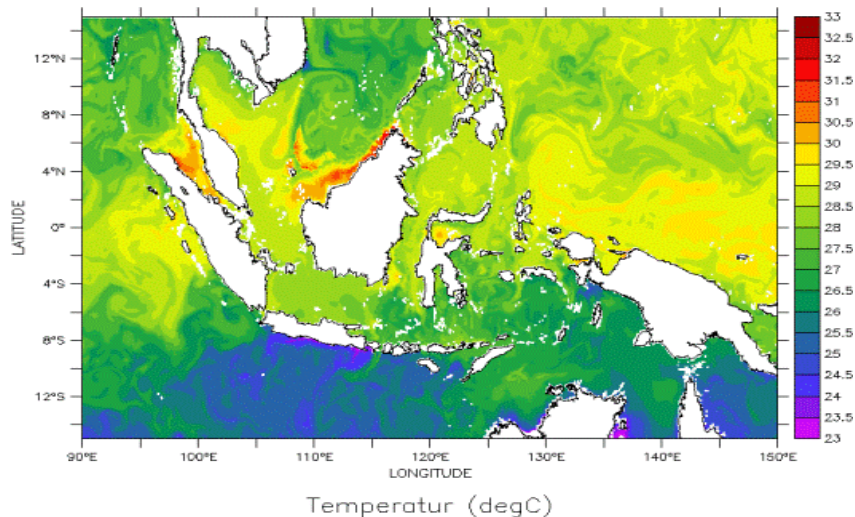 12°N
8°N
4°N
0°
4°S
8°S
12°S
LATITUDE
90°E
100°E
110°E
120°E
130°E
140°E
150°E
LONGITUDE
Temperatur (degC)
33
32.5
32
31.5
31
30.5
30
29.5
29
28.5
28
27.5
27
26.5
26
25.5
25
24.5
24
23.5
23